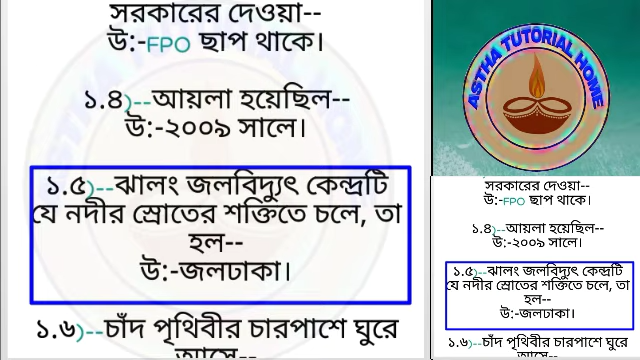 সরকারের দেওয়া--
উ:-FPO ছাপ থাকে।
১.৪)--আয়লা হয়েছিল--
উ:-২০০৯ সালে।
১.৫)--ঝালং জলবিদ্যুৎ কেন্দ্রটি
যে নদীর স্রোতের শক্তিতে চলে, তা
হল--
উ:-জলঢাকা।
১.৬)--চাঁদ পৃথিবীর চারপাশে ঘুরে
আসে--
ASTHA TUTORIAL HOME
সরকারের দেওয়া--
উ:-FPO ছাপ থাকে।
১.৪)--আয়লা হয়েছিল--
উ:-২০০৯ সালে।
১.৫)--ঝালং জলবিদ্যুৎ কেন্দ্রটি
যে নদীর স্রোতের শক্তিতে চলে, তা
হল--
উ:-জলঢাকা।
১.৬)--চাঁদ পৃথিবীর চারপাশে ঘুরে
আসে--